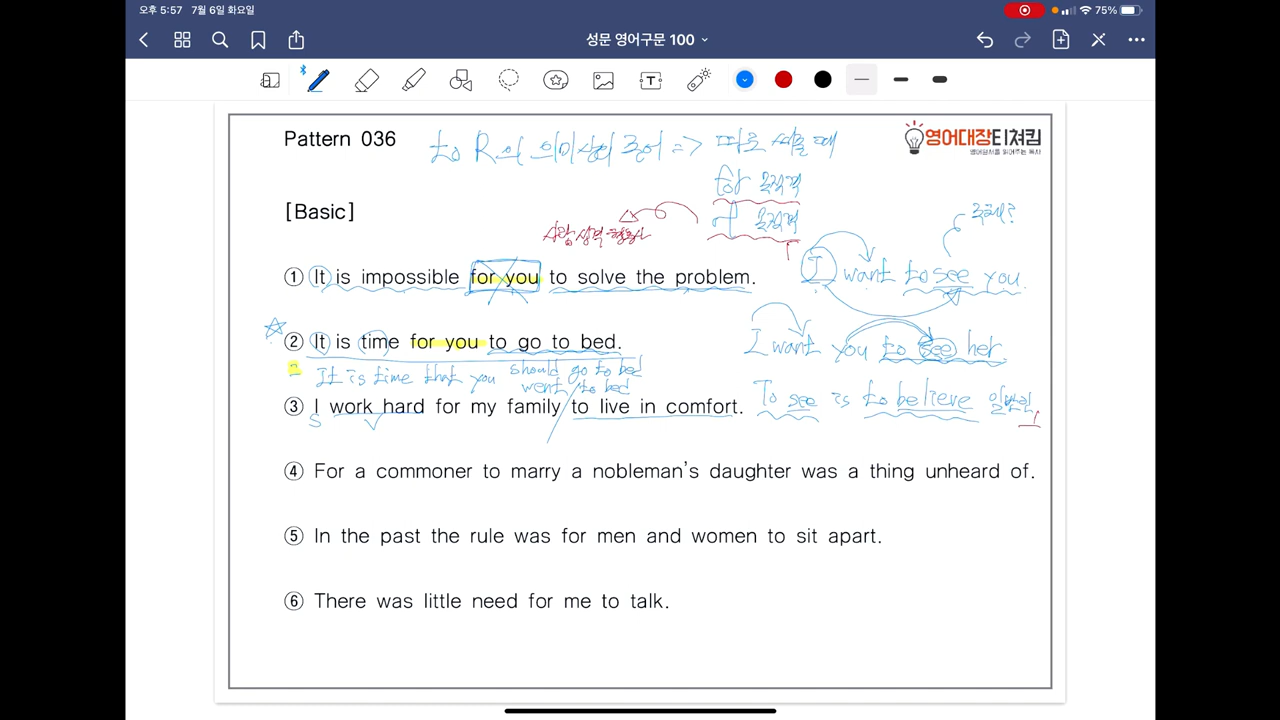 오후 5:57 7월 6일 화요일 75%
성문 영어구문 100
Pattern 036 to R의 의미상의 주어 => 따로 써줄 때
영어대장티쳐킴
for 목적격
[Basic]
of 목적격
주체?
사람 성격 형용사
① It is impossible for you to solve the problem. I want to see you.
② It is time for you to go to bed. I want you to see her
= It is time that you should go to bed
went to bed
③ I work hard for my family to live in comfort. To see is to believe 일반인
S V
④ For a commoner to marry a nobleman's daughter was a thing unheard of.
⑤ In the past the rule was for men and women to sit apart.
⑥ There was little need for me to talk.